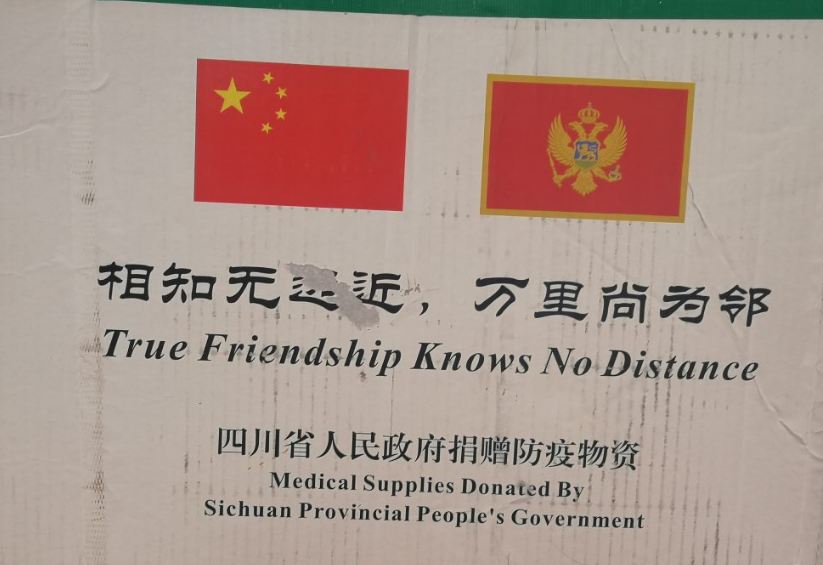 相知无远近，万里尚为邻
True Friendship Knows No Distance
四川省人民政府捐赠防疫物资
Medical Supplies Donated By
Sichuan Provincial People's Government